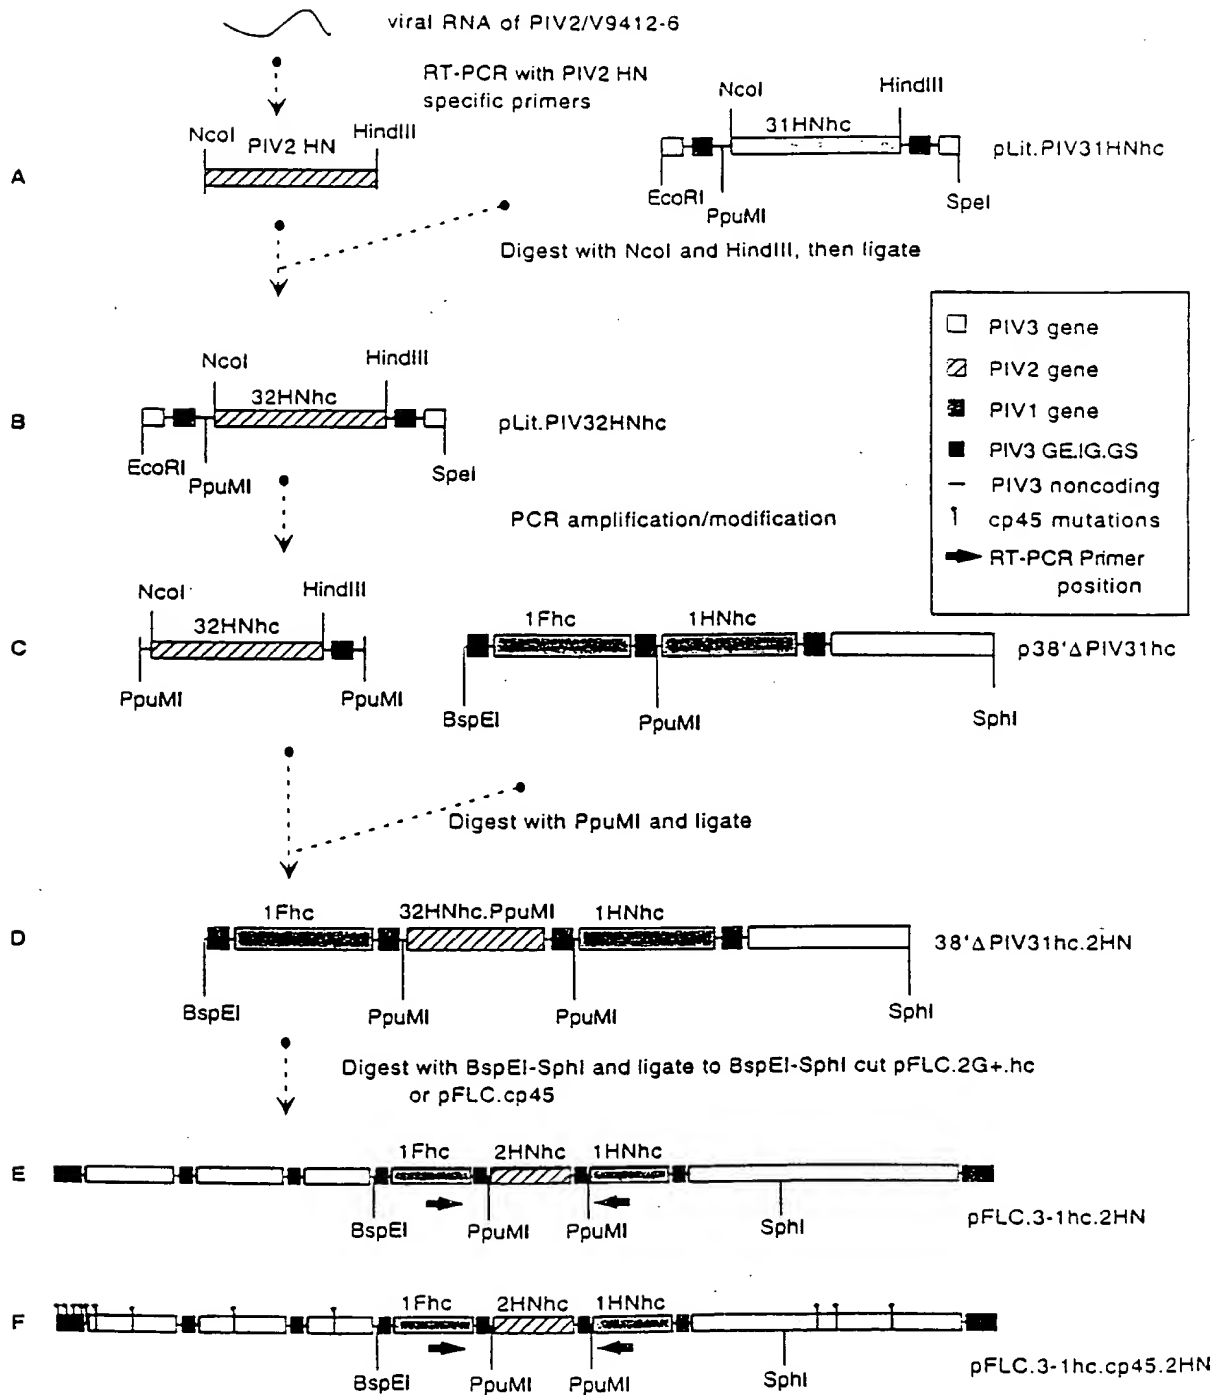 viral RNA of PIV2/V9412-6
RT-PCR with PIV2 HN
specific primers
NcoI
HindIII
PIV2 HN
NcoI
HindIII
31HNhc
pLit.PIV31HNhc
A
EcoRI
PpuMI
SpeI
Digest with NcoI and HindIII, then ligate
PIV3 gene
PIV2 gene
PIV1 gene
PIV3 GE.IG.GS
PIV3 noncoding
cp45 mutations
RT-PCR Primer
position
NcoI
HindIII
32HNhc
B
pLit.PIV32HNhc
EcoRI
PpuMI
SpeI
PCR amplification/modification
NcoI
HindIII
32HNhc
1Fhc
1HNhc
C
p38'ΔPIV31hc
PpuMI
PpuMI
BspEI
PpuMI
SphI
Digest with PpuMI and ligate
1Fhc
32HNhc.PpuMI
1HNhc
D
38'ΔPIV31hc.2HN
BspEI
PpuMI
PpuMI
SphI
Digest with BspEI-SphI and ligate to BspEI-SphI cut pFLC.2G+.hc
or pFLC.cp45
1Fhc
2HNhc
1HNhc
E
BspEI
PpuMI
PpuMI
SphI
pFLC.3-1hc.2HN
1Fhc
2HNhc
1HNhc
F
BspEI
PpuMI
PpuMI
SphI
pFLC.3-1hc.cp45.2HN